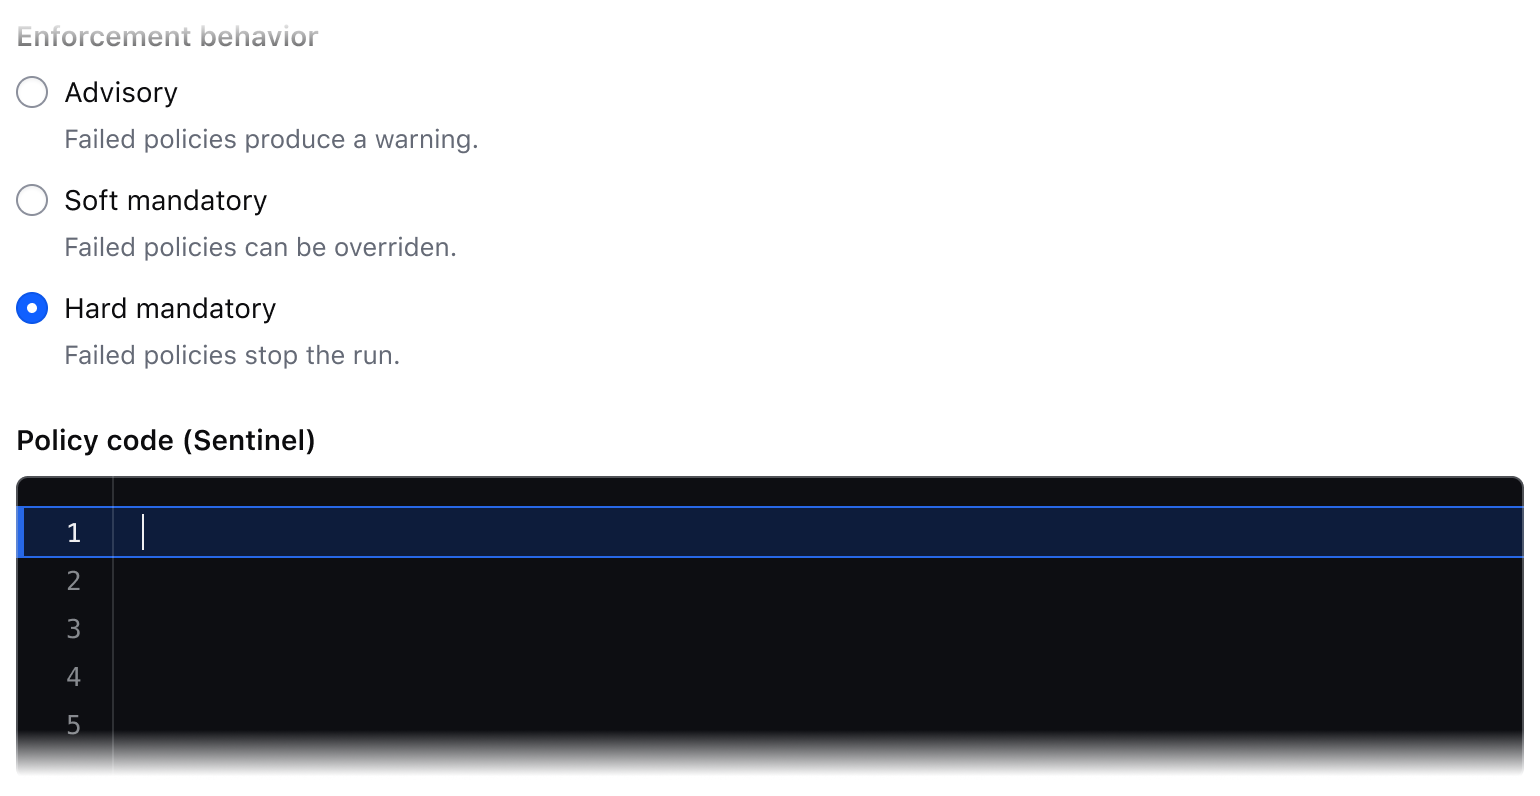 Enforcement behavior
Advisory
Failed policies produce a warning.
Soft mandatory
Failed policies can be overriden.
Hard mandatory
Failed policies stop the run.
Policy code (Sentinel)
1
2
3
4
5